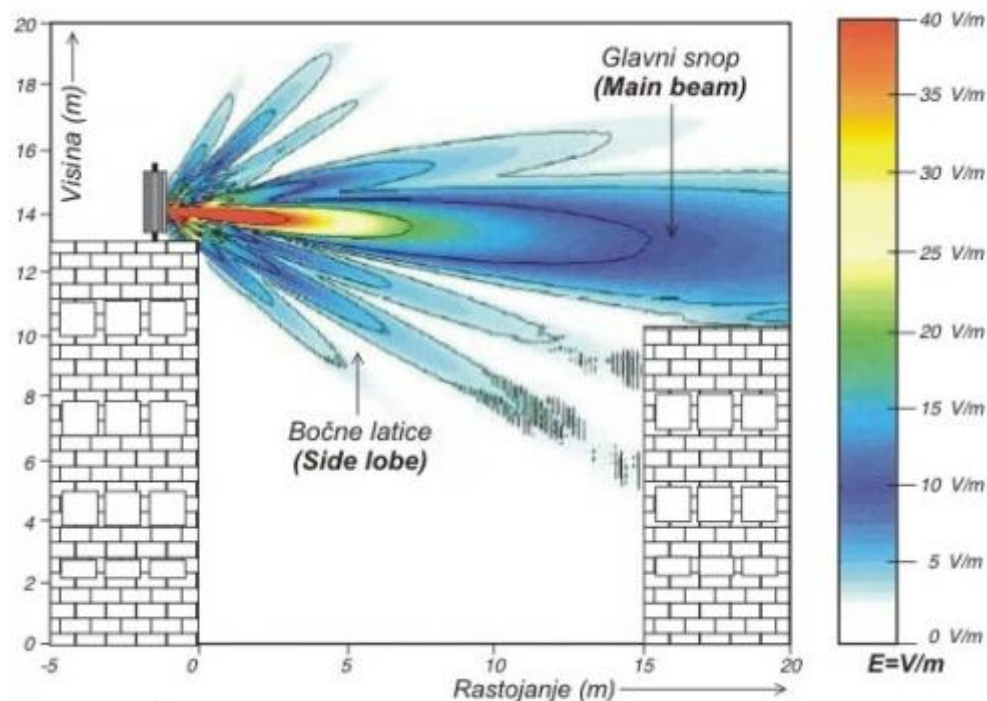 20
18
16
14
12
10
8
6
4
2
0
Visina (m)
-5
0
5
10
15
20
Rastojanje (m)
Glavni snop
(Main beam)
Bočne latice
(Side lobe)
40 V/m
35 V/m
30 V/m
25 V/m
20 V/m
15 V/m
10 V/m
5 V/m
0 V/m
E=V/m